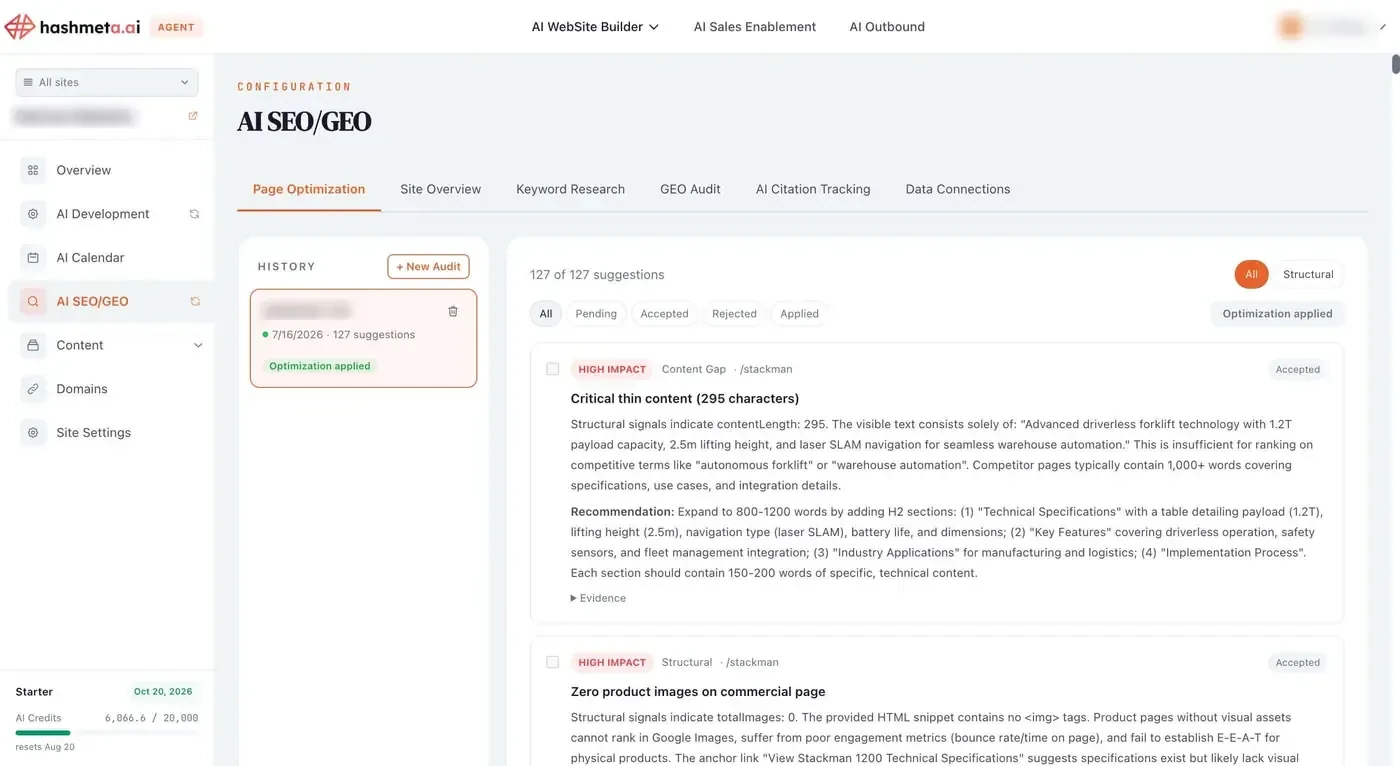 hashmeta.ai AGENT
AI WebSite Builder
AI Sales Enablement
AI Outbound
All sites
Overview
AI Development
AI Calendar
AI SEO/GEO
Content
Domains
Site Settings
Starter
Oct 20, 2026
AI Credits
6,066.6 / 20,000
resets Aug 20
CONFIGURATION
AI SEO/GEO
Page Optimization
Site Overview
Keyword Research
GEO Audit
AI Citation Tracking
Data Connections
HISTORY
+ New Audit
7/16/2026 · 127 suggestions
Optimization applied
127 of 127 suggestions
All
Structural
All
Pending
Accepted
Rejected
Applied
Optimization applied
HIGH IMPACT Content Gap · /stackman
Accepted
Critical thin content (295 characters)
Structural signals indicate contentLength: 295. The visible text consists solely of: "Advanced driverless forklift technology with 1.2T
payload capacity, 2.5m lifting height, and laser SLAM navigation for seamless warehouse automation." This is insufficient for ranking on
competitive terms like "autonomous forklift" or "warehouse automation". Competitor pages typically contain 1,000+ words covering
specifications, use cases, and integration details.
Recommendation: Expand to 800-1200 words by adding H2 sections: (1) "Technical Specifications" with a table detailing payload (1.2T),
lifting height (2.5m), navigation type (laser SLAM), battery life, and dimensions; (2) "Key Features" covering driverless operation, safety
sensors, and fleet management integration; (3) "Industry Applications" for manufacturing and logistics; (4) "Implementation Process".
Each section should contain 150-200 words of specific, technical content.
Evidence
HIGH IMPACT Structural · /stackman
Accepted
Zero product images on commercial page
Structural signals indicate totalImages: 0. The provided HTML snippet contains no <img> tags. Product pages without visual assets
cannot rank in Google Images, suffer from poor engagement metrics (bounce rate/time on page), and fail to establish E-E-A-T for
physical products. The anchor link "View Stackman 1200 Technical Specifications" suggests specifications exist but likely lack visual